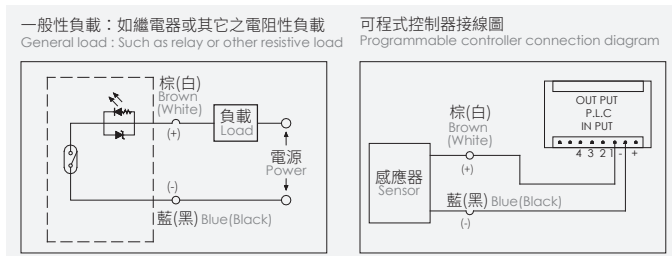 一般性負載：如繼電器或其它之電阻性負載
General load : Such as relay or other resistive load
棕(白)
Brown
(White)
(+)
負載
Load
電源
Power
(-)
藍(黑) Blue(Black)
可程式控制器接線圖
Programmable controller connection diagram
OUT PUT
P.L.C
IN PUT
4 3 2 1 - +
棕(白)
Brown
(White)
(+)
感應器
Sensor
藍(黑) Blue(Black)
(-)